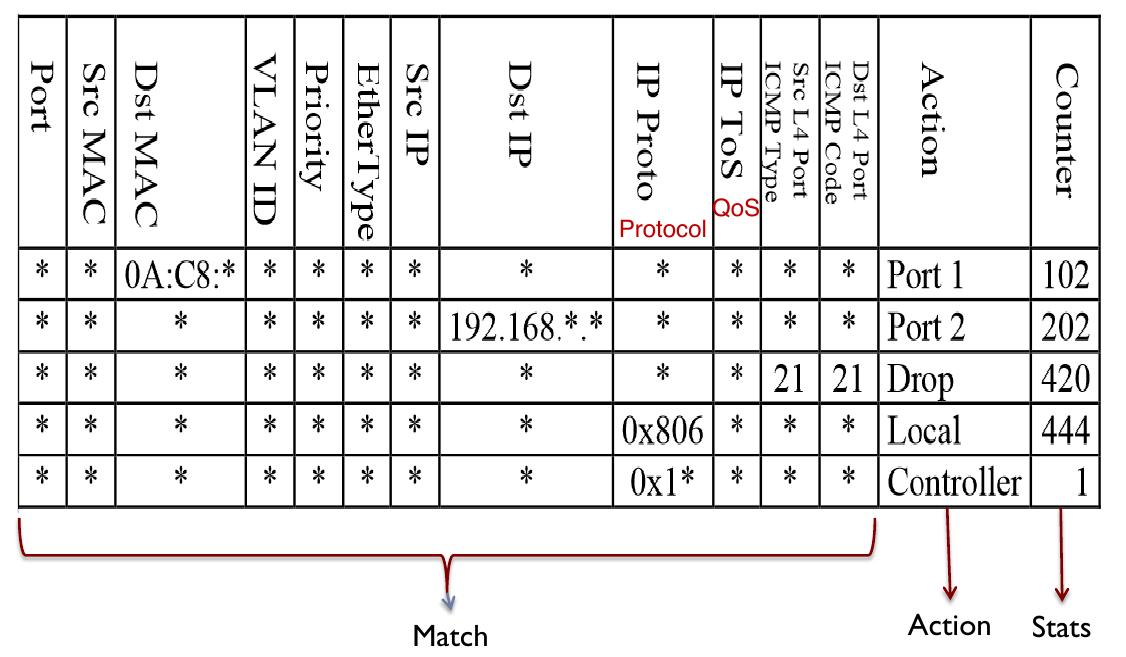 Port
Src MAC
Dst MAC
VLAN ID
Priority
EtherType
Src IP
Dst IP
IP Proto
Protocol
IP ToS
QoS
Src L4 Port
ICMP Type
Dst L4 Port
ICMP Code
Action
Counter
* * 0A:C8:* * * * * * * * * * Port 1 102
* * * * * * * 192.168.*.* * * * * Port 2 202
* * * * * * * * * * 21 21 Drop 420
* * * * * * * * 0x806 * * * Local 444
* * * * * * * * 0x1* * * * Controller 1
Match
Action
Stats